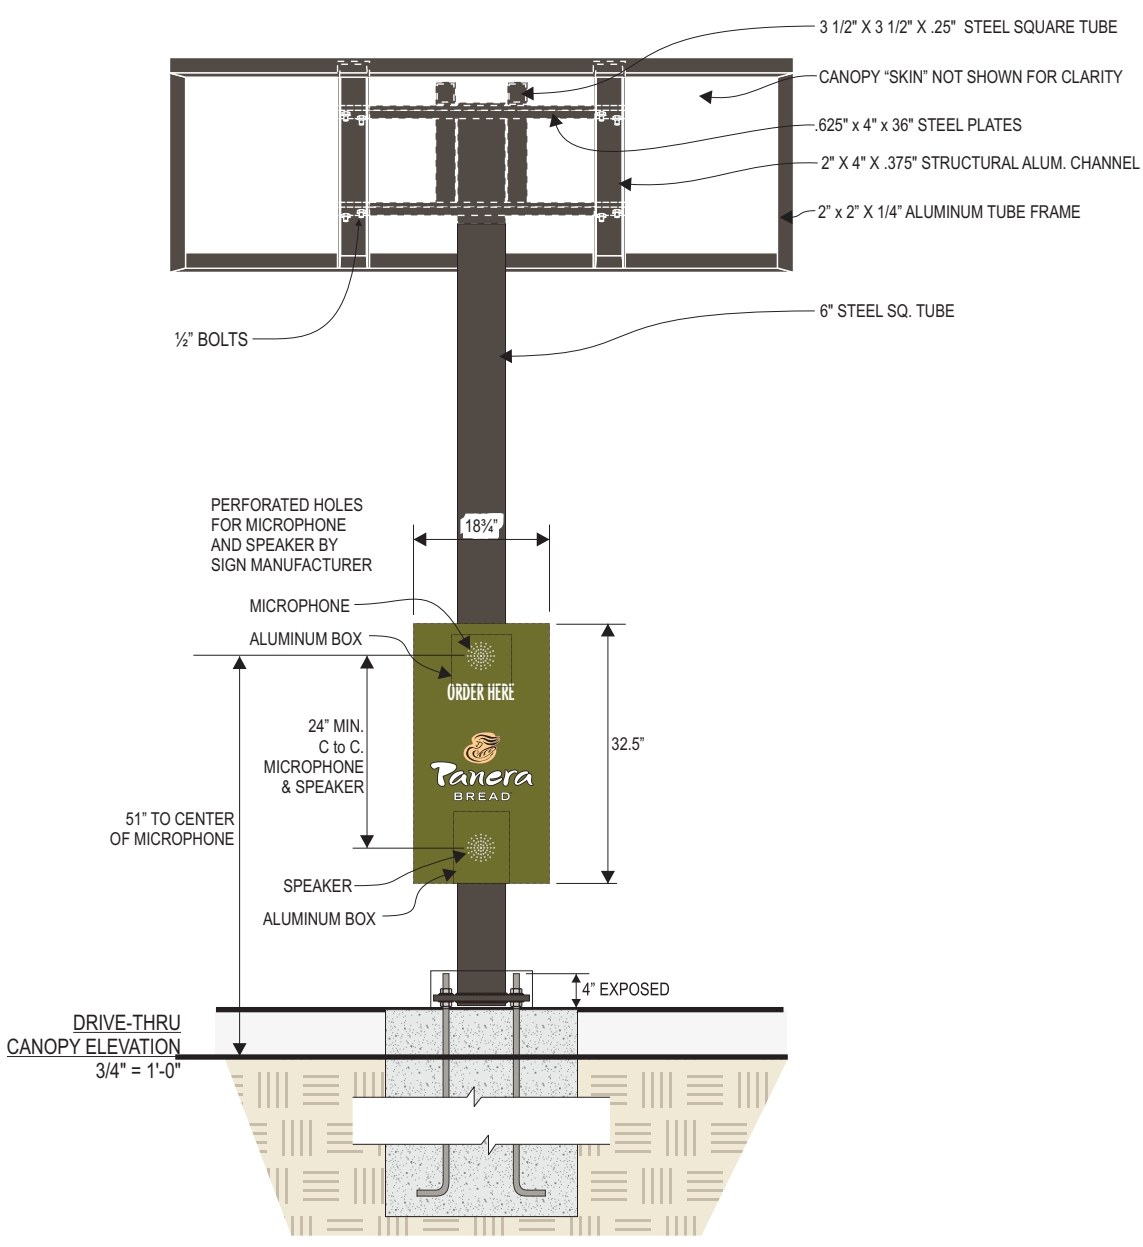 3 1/2" X 3 1/2" X .25" STEEL SQUARE TUBE
CANOPY “SKIN” NOT SHOWN FOR CLARITY
.625" x 4" x 36" STEEL PLATES
2" X 4" X .375" STRUCTURAL ALUM. CHANNEL
2” x 2” X 1/4” ALUMINUM TUBE FRAME
6" STEEL SQ. TUBE
½” BOLTS
PERFORATED HOLES
FOR MICROPHONE
AND SPEAKER BY
SIGN MANUFACTURER
18¾”
MICROPHONE
ALUMINUM BOX
ORDER HERE
24” MIN.
C to C.
MICROPHONE
& SPEAKER
32.5”
Panera
BREAD
51” TO CENTER
OF MICROPHONE
SPEAKER
ALUMINUM BOX
4” EXPOSED
DRIVE-THRU
CANOPY ELEVATION
3/4" = 1'-0"